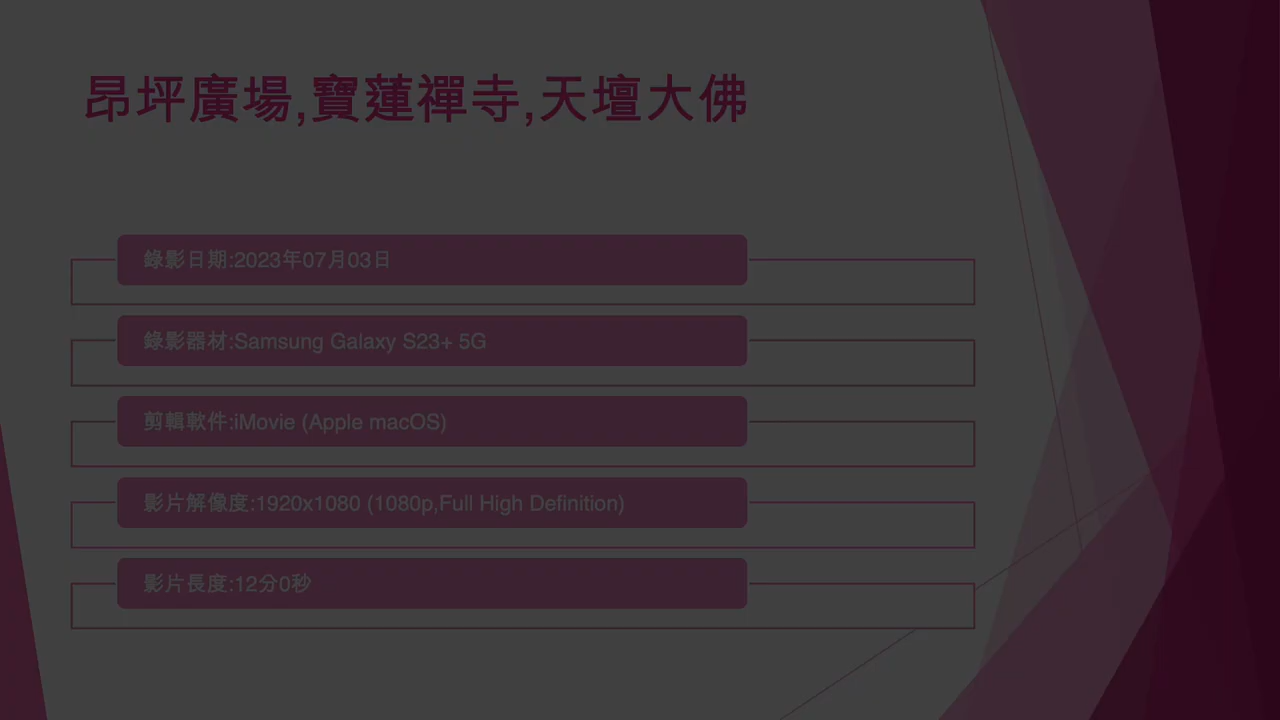 昂坪廣場,寶蓮禪寺,天壇大佛
錄影日期:2023年07月03日
錄影器材:Samsung Galaxy S23+ 5G
剪輯軟件:iMovie (Apple macOS)
影片解像度:1920x1080 (1080p,Full High Definition)
影片長度:12分0秒